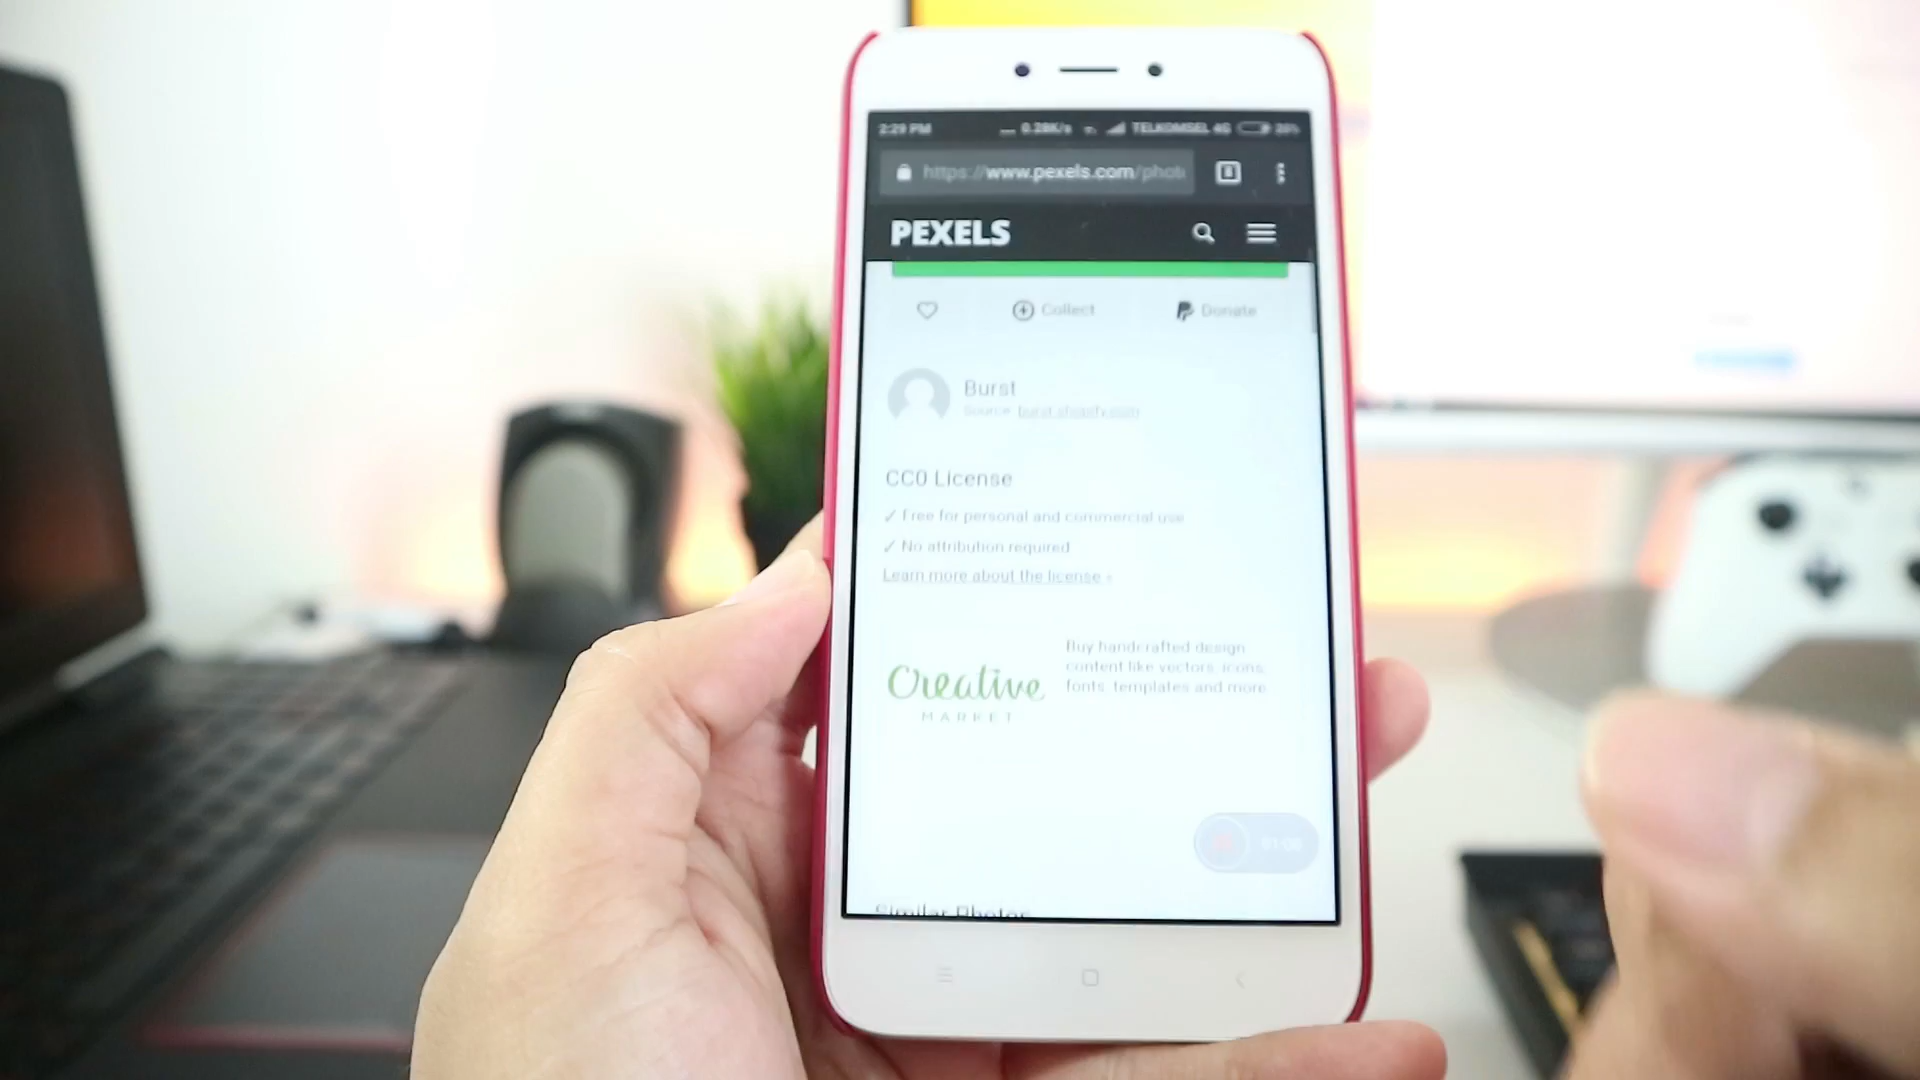 2:29 PM 0.28K/s TELKOMSEL 4G
https://www.pexels.com/phot
PEXELS
Collect Donate
Burst
Source: burst.shopify.com
CC0 License
✓ Free for personal and commercial use
✓ No attribution required
Learn more about the license »
Creative
MARKET
Buy handcrafted design
content like vectors, icons,
fonts, templates and more.
Similar Photos